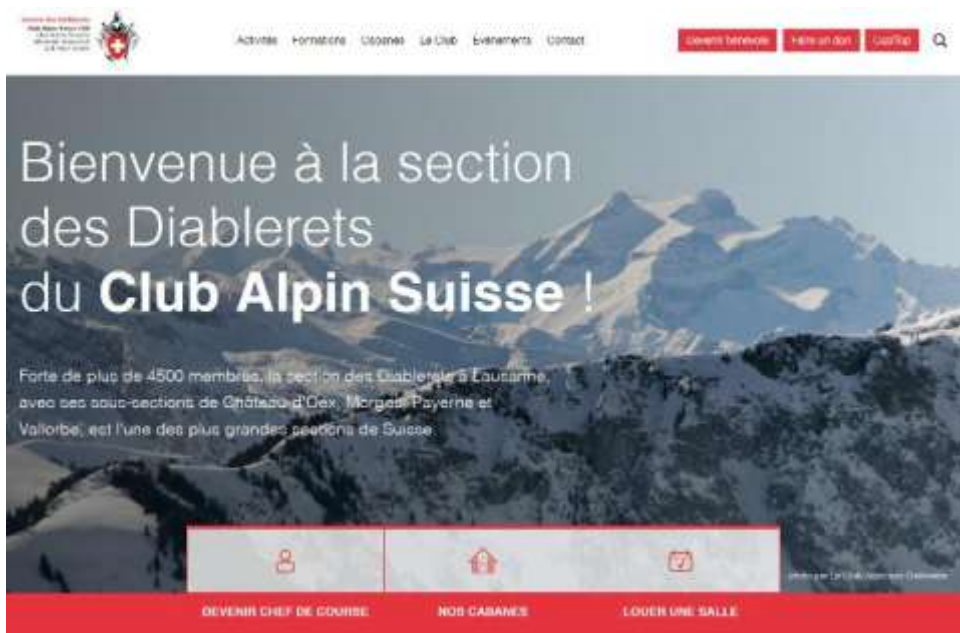 Activités Formations Cabanes Le Club Evénements Contact
Devenir bénévole Faire un don
Bienvenue à la section
des Diablerets
du Club Alpin Suisse !
Forte de plus de 4500 membres, la section des Diablerets à Lausanne,
avec ses sous-sections de Château-d'Oex, Morges, Payerne et
Vallorbe, est l'une des plus grandes sections de Suisse.
DEVENIR CHEF DE COURSE NOS CABANES LOUER UNE SALLE